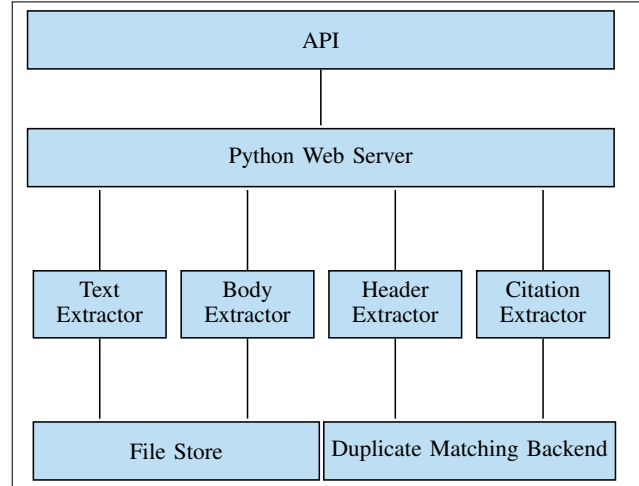 API
Python Web Server
Text
Extractor
Body
Extractor
Header
Extractor
Citation
Extractor
File Store
Duplicate Matching Backend